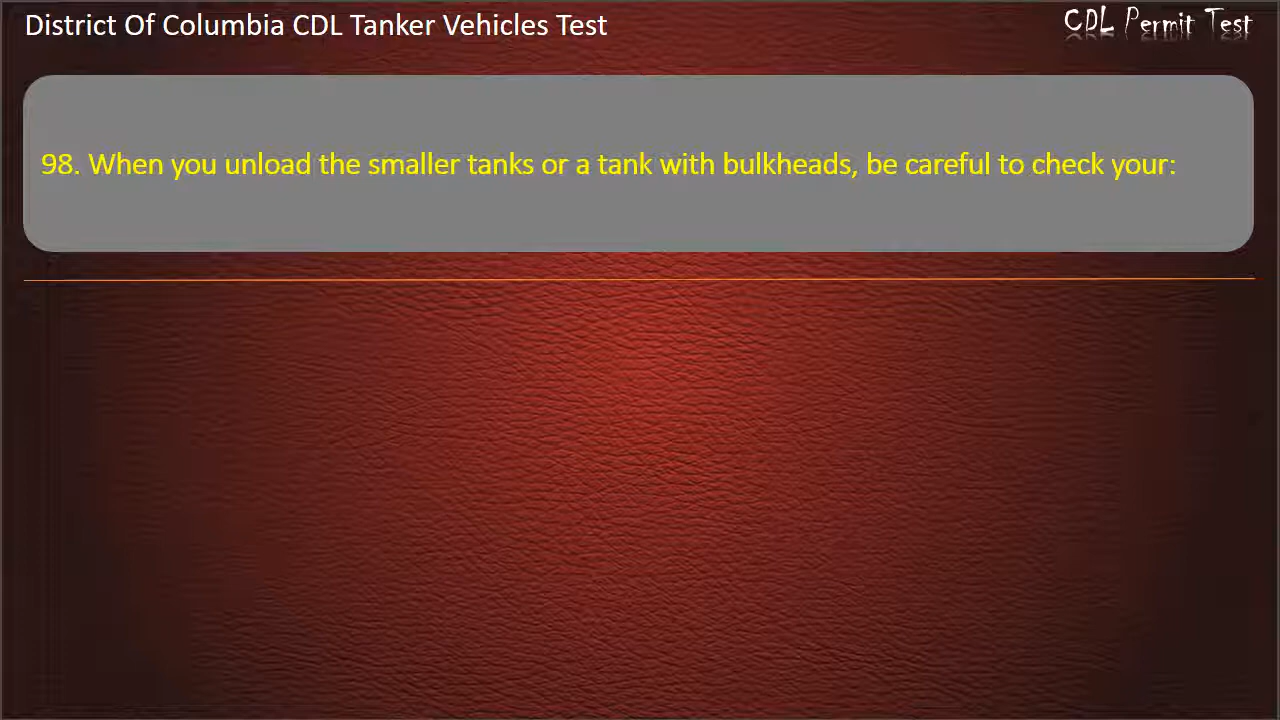 District Of Columbia CDL Tanker Vehicles Test
CDL Permit Test
98. When you unload the smaller tanks or a tank with bulkheads, be careful to check your: